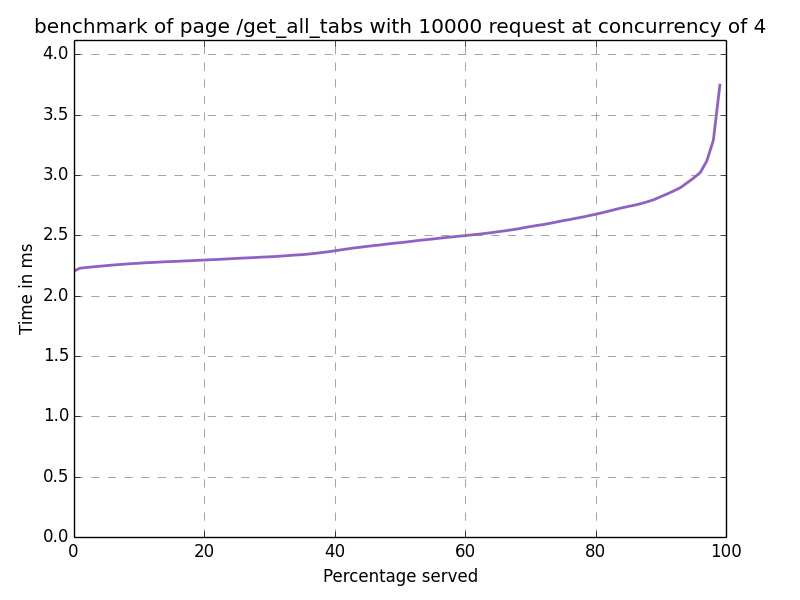 benchmark of page /get_all_tabs with 10000 request at concurrency of 4
4.0
3.5
3.0
2.5
2.0
1.5
1.0
0.5
0.0
Time in ms
0 20 40 60 80 100
Percentage served